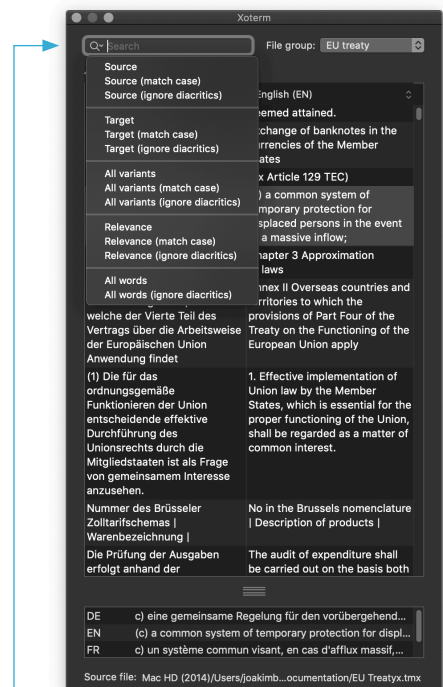 Xoterm
Search
File group: EU treaty
Source
Source (match case)
Source (ignore diacritics)
Target
Target (match case)
Target (ignore diacritics)
All variants
All variants (match case)
All variants (ignore diacritics)
Relevance
Relevance (match case)
Relevance (ignore diacritics)
All words
All words (ignore diacritics)
English (EN)
eemed attained.
change of banknotes in the
rrencies of the Member
ates
x Article 129 TEC)
) a common system of
mporary protection for
splaced persons in the event
a massive inflow;
hapter 3 Approximation
laws
nnex II Overseas countries and
rritories to which the
provisions of Part Four of the
Treaty on the Functioning of the
European Union apply
welche der Vierte Teil des
Vertrags über die Arbeitsweise
der Europäischen Union
Anwendung findet
(1) Die für das
ordnungsgemäße
Funktionieren der Union
entscheidende effektive
Durchführung des
Unionsrechts durch die
Mitgliedstaaten ist als Frage
von gemeinsamem Interesse
anzusehen.
1. Effective implementation of
Union law by the Member
States, which is essential for the
proper functioning of the Union,
shall be regarded as a matter of
common interest.
Nummer des Brüsseler
Zolltarifschemas |
Warenbezeichnung |
No in the Brussels nomenclature
| Description of products |
Die Prüfung der Ausgaben
erfolgt anhand der
The audit of expenditure shall
be carried out on the basis both
DE c) eine gemeinsame Regelung für den vorübergehend...
EN (c) a common system of temporary protection for displ...
FR c) un système commun visant, en cas d'afflux massif,...
Source file: Mac HD (2014)/Users/joakimb...ocumentation/EU Treatyx.tmx